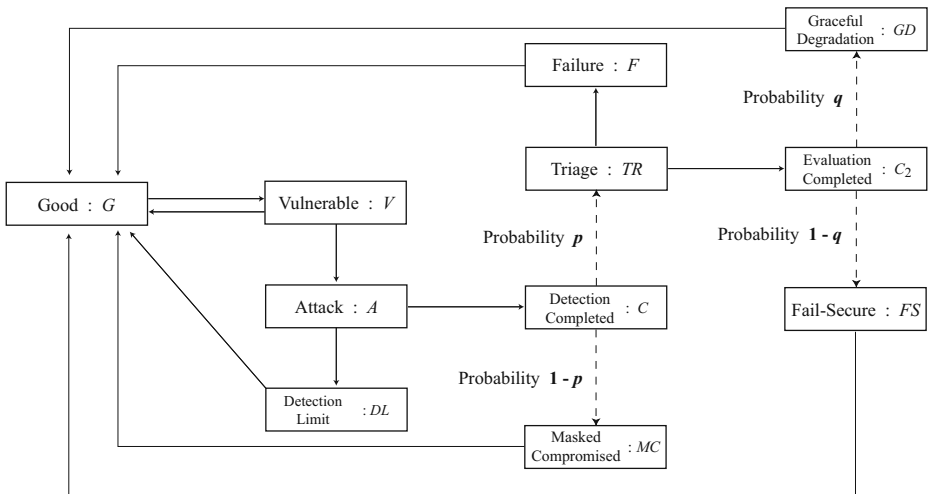 Graceful
Degradation : GD
Failure : F
Probability q
Triage : TR
Evaluation
Completed : C₂
Good : G
Vulnerable : V
Probability p
Probability 1 - q
Attack : A
Detection
Completed : C
Fail-Secure : FS
Probability 1 - p
Detection
Limit : DL
Masked
Compromised : MC